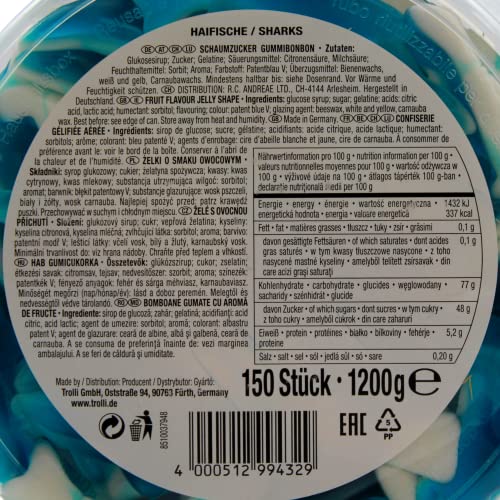 HAIFISCHE / SHARKS
DE AT CH LU SCHAUMZUCKER GUMMIBONBON • Zutaten:
Glukosesirup; Zucker; Gelatine; Säuerungsmittel: Citronensäure, Milchsäure;
Feuchthaltemittel: Sorbit; Aroma; Farbstoff: Patentblau V; Überzugsmittel: Bienenwachs,
weiß und gelb, Carnaubawachs. Mindestens haltbar bis: siehe Dosenrand. Vor Wärme und
Feuchtigkeit schützen. CH DISTRIBUTION: R.C. ANDREAE LTD., CH-4144 Arlesheim. Hergestellt in
Deutschland. GB IE FRUIT FLAVOUR JELLY SHAPE • Ingredients: glucose syrup; sugar; gelatine; acids: citric
acid, lactic acid; humectant: sorbitol; flavouring; colour: patent blue V; glazing agent: beeswax, white and yellow, carnauba
wax. Best before: see edge of can. Store away from heat and humidity. FR BE CH LU CONFISERIE
GÉLIFIÉE AÉRÉE • Ingrédients: sirop de glucose; sucre; gélatine; acidifiants: acide citrique, acide lactique; humectant:
sorbitols; arôme; colorant: bleu patenté V; agents d'enrobage: cire d'abeille blanche et jaune, cire de carnauba. A consommer de
préférence avant le: voir le bord de la boîte. Conserver à l'abri de
la chaleur et de l'humidité. PL ŻELKI O SMAKU OWOCOWYM •
Składniki: syrop glukozowy; cukier; żelatyna spożywcza; kwasy: kwas
cytrynowy, kwas mlekowy; substancja utrzymująca wilgoć: sorbitol;
aromat; barwnik: błękit patentowy V; substancje glazurujące: wosk pszczeli,
biały i żółty, wosk carnauba. Najlepiej spożyć przed: patrz krawędź
puszki. Przechowywać w suchym i chłodnym miejscu. CZ ŽELÉ S OVOCNOU
PŘÍCHUTÍ • Složení: glukózový sirup; cukr; vepřová želatina; kyseliny:
kyselina citronová, kyselina mléčná; zvlhčující látka: sorbitol; aroma; barvivo:
patentní modř V; lešticí látky: včelí vosk, bílý a žlutý, karnaubský vosk.
Minimální trvanlivost do: viz hrana nádoby. Chraňte před teplem a vlhkostí.
HU HAB GUMICUKORKA • Összetevők: glükózszirup; cukor; zselatin;
étkezési savak: citromsav, tejsav; nedvesítőszer: szorbit; aroma; színezék:
patentkék V; fényező anyagok: fehér és sárga méhviasz, karnaubaviasz.
Minőségét megőrzi (nap/hónap/év): lásd a doboz peremén. Melegtől és
nedvességtől védve tárolandó. RO BOMBOANE GUMATE CU AROMĂ
DE FRUCTE • Ingrediente: sirop de glucoză; zahăr; gelatină; acidifianți: acid
citric, acid lactic; agent de umezire: sorbitol; aromă; colorant: albastru
patent V; agent de glazurare: ceară de albine, albă și galbenă, ceară de carnauba.
A se consuma de preferință înainte de: vezi pe marginea
ambalajului. A se feri de căldură și umiditate.
Nährwertinformation pro 100 g • nutrition information per 100 g •
valeurs nutritionnelles moyennes pour 100 g • wartość odżywcza w
100 g • výživové údaje na 100 g • átlagos tápérték 100 g-ban •
declarație nutrițională per 100 g
Energie • energy • énergie • wartość energetyczna • 1432 kJ
energetická hodnota • energia • valoare energetică 337 kcal
Fett • fat • matières grasses • tłuszcz • tuky • zsír • grăsimi 0,1 g
davon gesättigte Fettsäuren • of which saturates • dont acides 0,1 g
gras saturés • w tym kwasy tłuszczowe nasycone • z toho
nasycené mastné kyseliny • amelyből telített zsírsavak • din
care acizi grași saturați
Kohlenhydrate • carbohydrate • glucides • węglowodany • 77 g
sacharidy • szénhidrát • glucide
davon Zucker • of which sugars • dont sucres • w tym cukry • 48 g
z toho cukry • amelyből cukrok • din care zaharuri
Eiweiß • protein • protéines • białko • bílkoviny • fehérje • 5,2 g
proteine
Salz • salt • sel • sól • jedlá sůl • só • sare 0,20 g
Made by / Distribution: Producent / Dystrybutor: Gyártó:
Trolli GmbH, Oststraße 94, 90763 Fürth, Germany
www.trolli.de
150 Stück • 1200g e
8510037948
EAC
5
PP
4 000512 994329